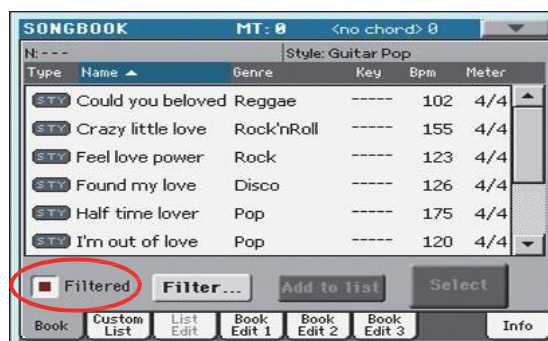 SONGBOOK MT: 0 <no chord> 0
N: --- Style: Guitar Pop
Type Name Genre Key Bpm Meter
STY Could you beloved Reggae ----- 102 4/4
STY Crazy little love Rock'nRoll ----- 155 4/4
STY Feel love power Rock ----- 123 4/4
STY Found my love Disco ----- 126 4/4
STY Half time lover Pop ----- 175 4/4
STY I'm out of love Pop ----- 120 4/4
Filtered Filter... Add to list Select
Book Custom List List Edit Book Edit 1 Book Edit 2 Book Edit 3 Info